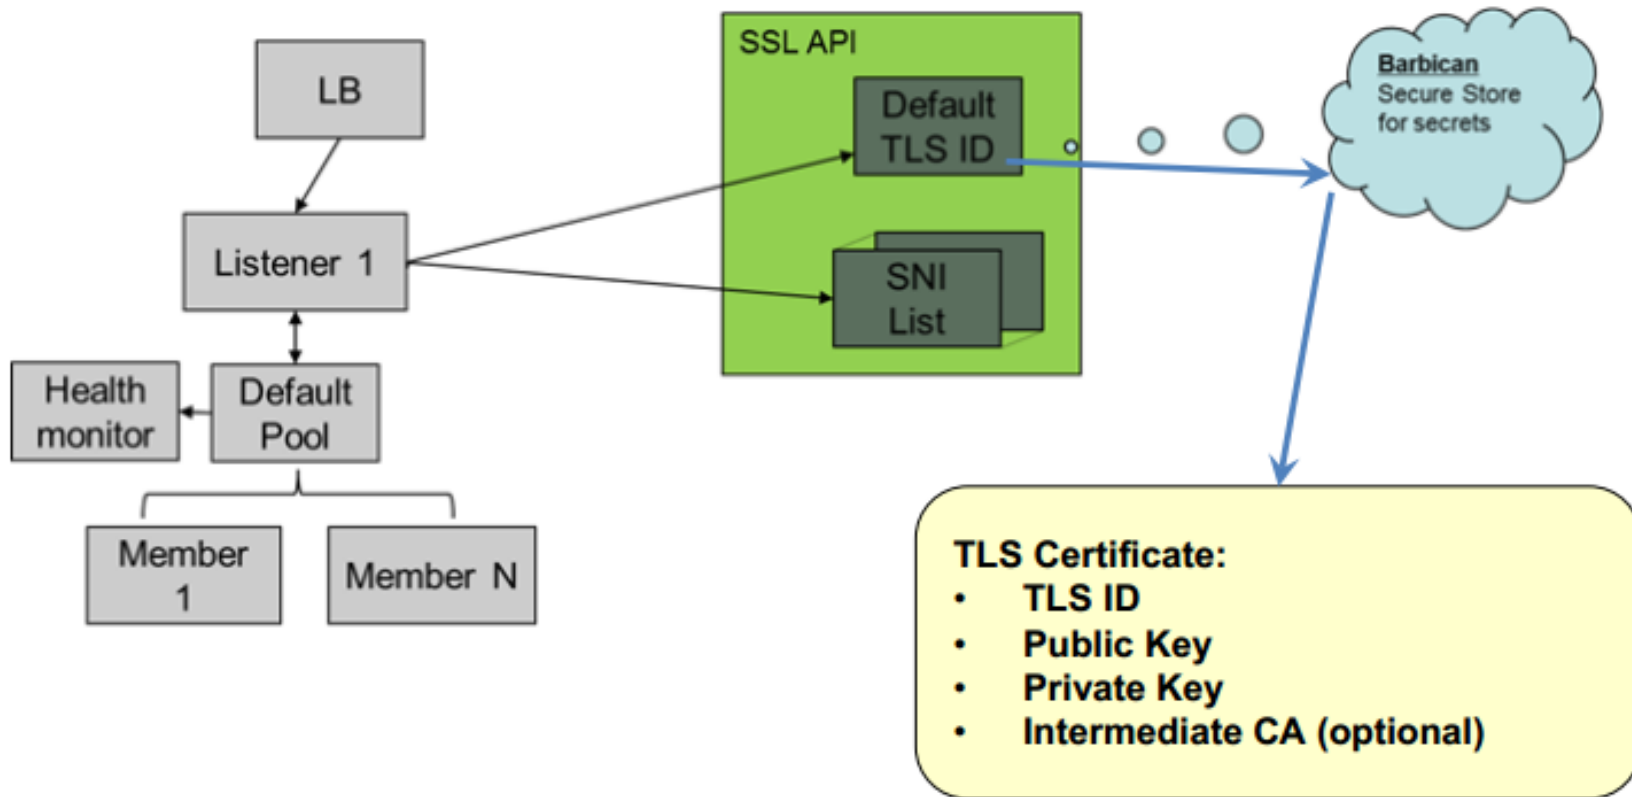 LB
Listener 1
Health
monitor
Default
Pool
Member
1
Member N
SSL API
Default
TLS ID
SNI
List
Barbican
Secure Store
for secrets
TLS Certificate:
• TLS ID
• Public Key
• Private Key
• Intermediate CA (optional)